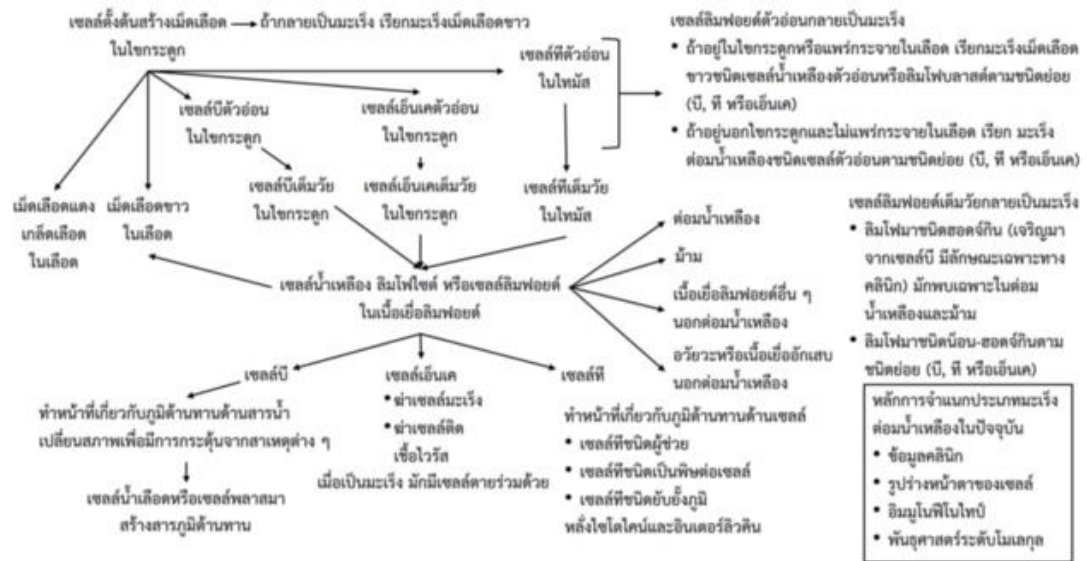 เซลล์ตั้งต้นสร้างเม็ดเลือด
ในไขกระดูก
ถ้ากลายเป็นมะเร็ง เรียกมะเร็งเม็ดเลือดขาว
เซลล์ทีตัวอ่อน
ในไทมัส
เซลล์บีตัวอ่อน
ในไขกระดูก
เซลล์เอ็นเคตัวอ่อน
ในไขกระดูก
เซลล์ลิมฟอยด์ตัวอ่อนกลายเป็นมะเร็ง
• ถ้าอยู่ในไขกระดูกหรือแพร่กระจายในเลือด เรียกมะเร็งเม็ดเลือด
ขาวชนิดเซลล์น้ำเหลืองตัวอ่อนหรือลิมโฟบลาสต์ตามชนิดย่อย
(บี, ที หรือเอ็นเค)
• ถ้าอยู่นอกไขกระดูกและไม่แพร่กระจายในเลือด เรียก มะเร็ง
ต่อมน้ำเหลืองชนิดเซลล์ตัวอ่อนตามชนิดย่อย (บี, ที หรือเอ็นเค)
เม็ดเลือดแดง
เกล็ดเลือด
ในเลือด
เม็ดเลือดขาว
ในเลือด
เซลล์บีเต็มวัย
ในไขกระดูก
เซลล์เอ็นเคเต็มวัย
ในไขกระดูก
เซลล์ทีเต็มวัย
ในไทมัส
เซลล์น้ำเหลือง ลิมโฟไซต์ หรือเซลล์ลิมฟอยด์
ในเนื้อเยื่อลิมฟอยด์
ต่อมน้ำเหลือง
ม้าม
เนื้อเยื่อลิมฟอยด์อื่น ๆ
นอกต่อมน้ำเหลือง
อวัยวะหรือเนื้อเยื่ออักเสบ
นอกต่อมน้ำเหลือง
เซลล์ลิมฟอยด์เต็มวัยกลายเป็นมะเร็ง
• ลิมโฟมาชนิดฮอดจ์กิน (เจริญมา
จากเซลล์บี มีลักษณะเฉพาะทาง
คลินิก) มักพบเฉพาะในต่อม
น้ำเหลืองและม้าม
• ลิมโฟมาชนิดน็อน-ฮอดจ์กินตาม
ชนิดย่อย (บี, ที หรือเอ็นเค)
เซลล์บี
ทำหน้าที่เกี่ยวกับภูมิต้านทานด้านสารน้ำ
เปลี่ยนสภาพเพื่อมีการกระตุ้นจากสาเหตุต่าง ๆ
เซลล์น้ำเลือดหรือเซลล์พลาสมา
สร้างสารภูมิต้านทาน
เซลล์เอ็นเค
• ฆ่าเซลล์มะเร็ง
• ฆ่าเซลล์ติด
เชื้อไวรัส
เมื่อเป็นมะเร็ง มักมีเซลล์ตายร่วมด้วย
เซลล์ที
ทำหน้าที่เกี่ยวกับภูมิต้านทานด้านเซลล์
• เซลล์ทีชนิดผู้ช่วย
• เซลล์ทีชนิดเป็นพิษต่อเซลล์
• เซลล์ทีชนิดยับยั้งภูมิ
หลั่งไซโตไคน์และอินเตอร์ลิวคิน
หลักการจำแนกประเภทมะเร็ง
ต่อมน้ำเหลืองในปัจจุบัน
• ข้อมูลคลินิก
• รูปร่างหน้าตาของเซลล์
• อิมมูโนฟีโนไทป์
• พันธุศาสตร์ระดับโมเลกุล